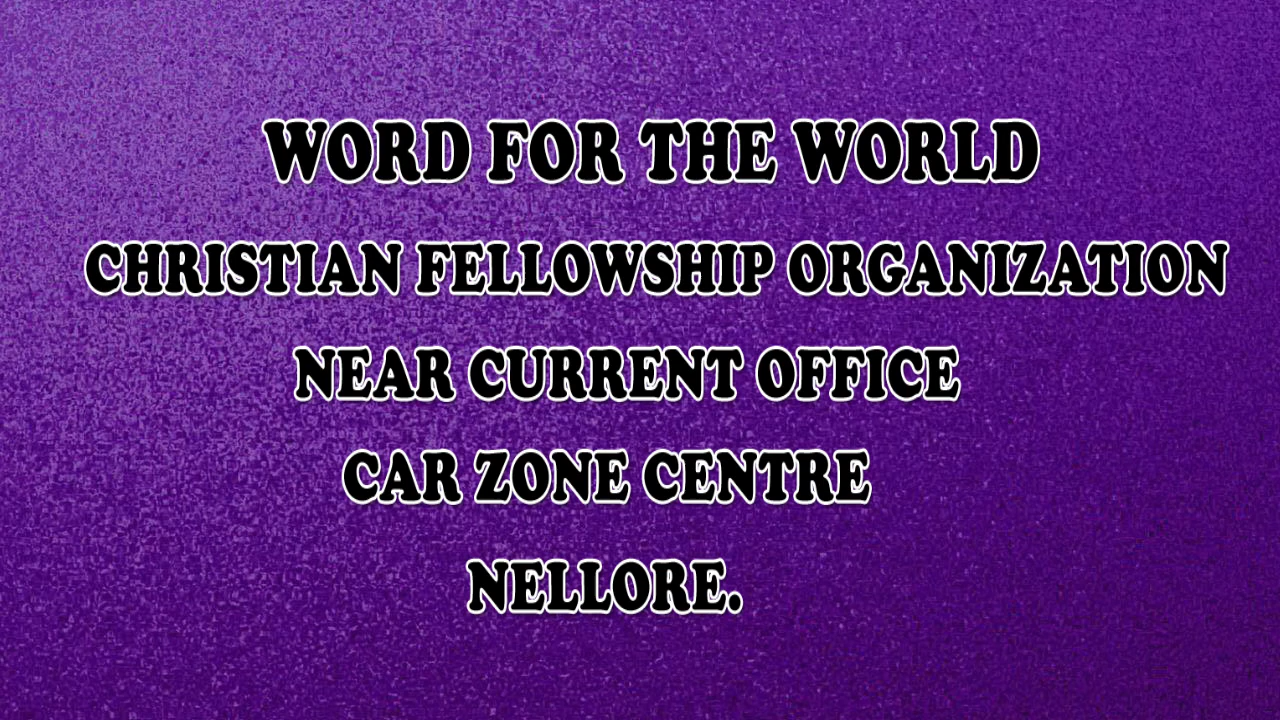 WORD FOR THE WORLD
CHRISTIAN FELLOWSHIP ORGANIZATION
NEAR CURRENT OFFICE
CAR ZONE CENTRE
NELLORE.